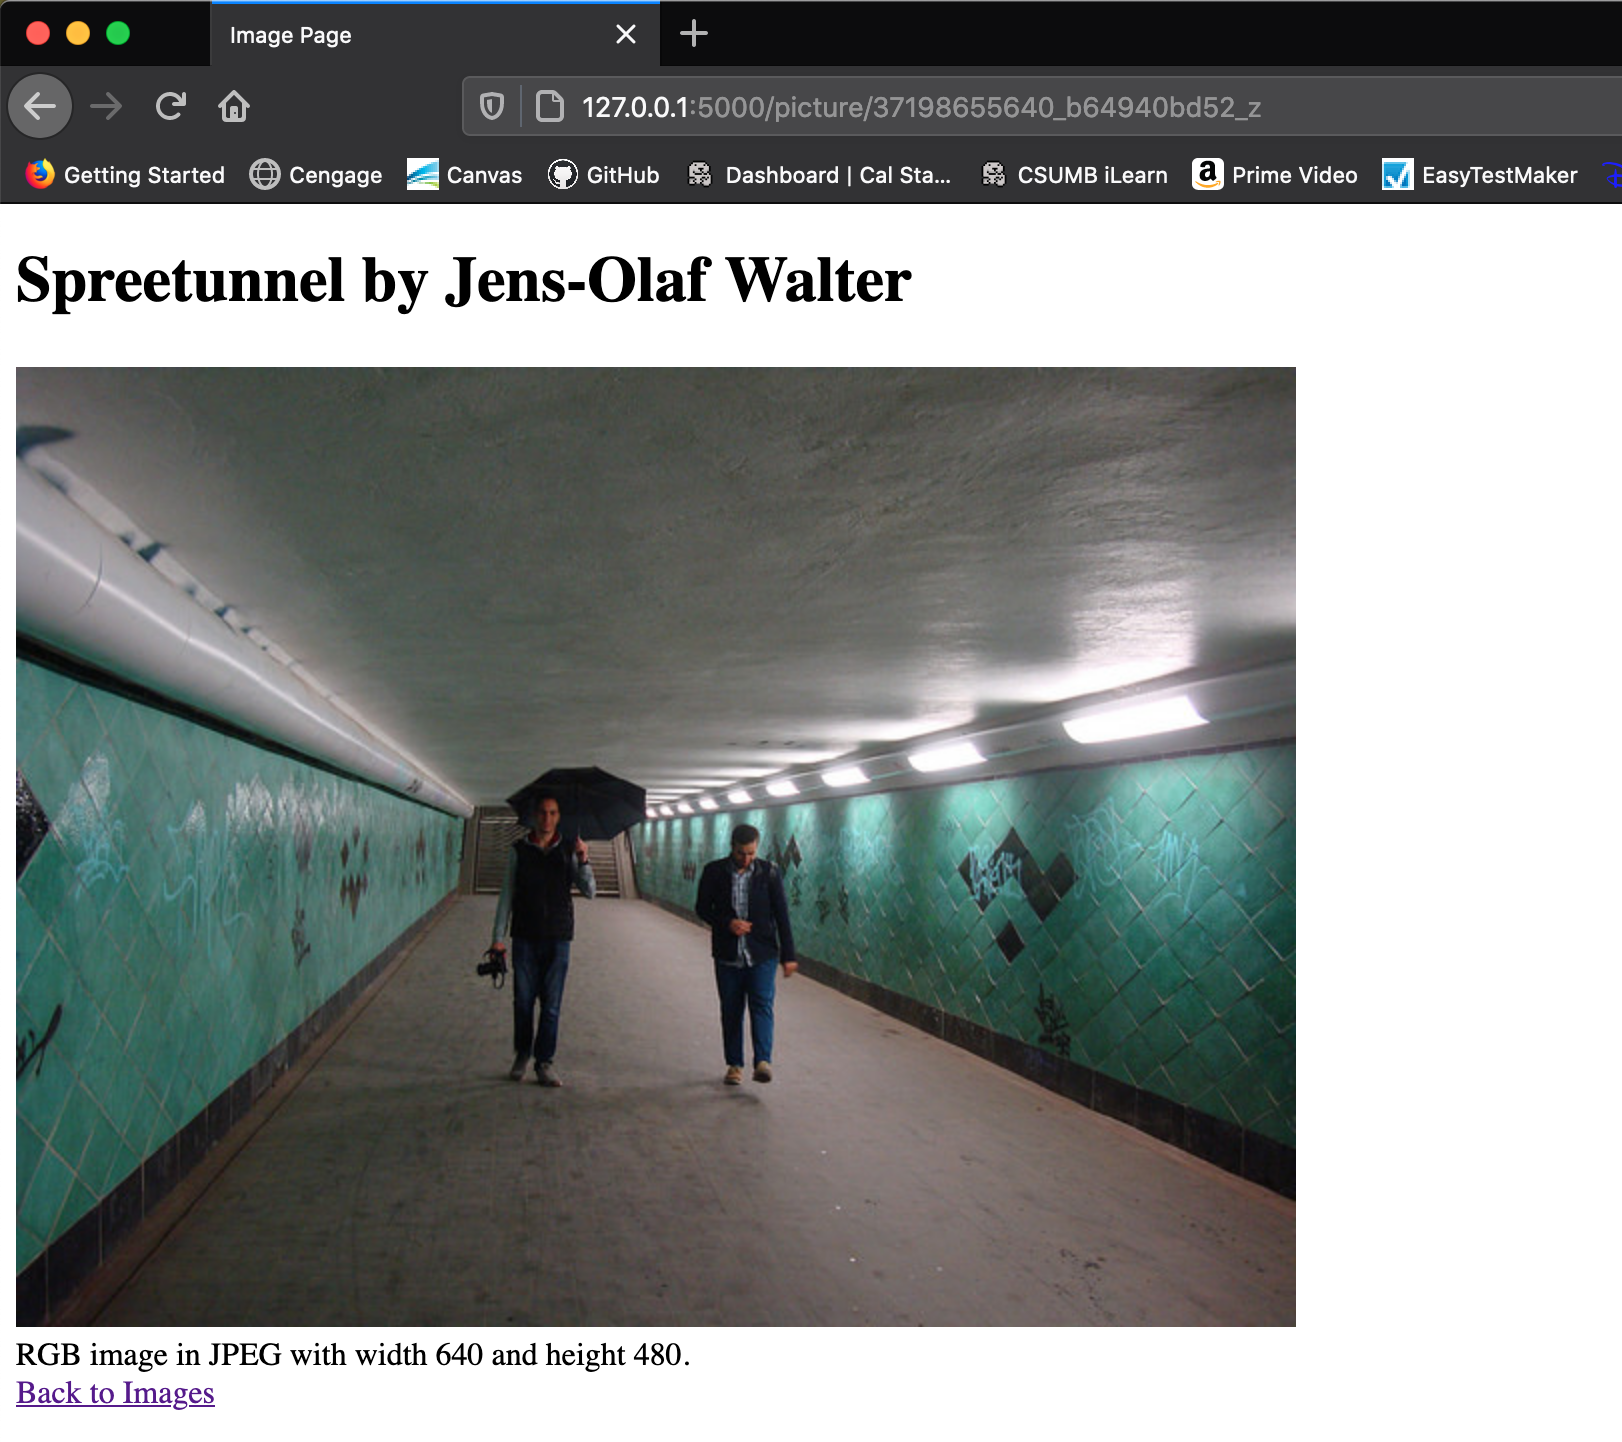 Image Page
127.0.0.1:5000/picture/37198655640_b64940bd52_z
Getting Started Cengage Canvas GitHub Dashboard | Cal Sta... CSUMB iLearn Prime Video EasyTestMaker
Spreetunnel by Jens-Olaf Walter
RGB image in JPEG with width 640 and height 480.
Back to Images